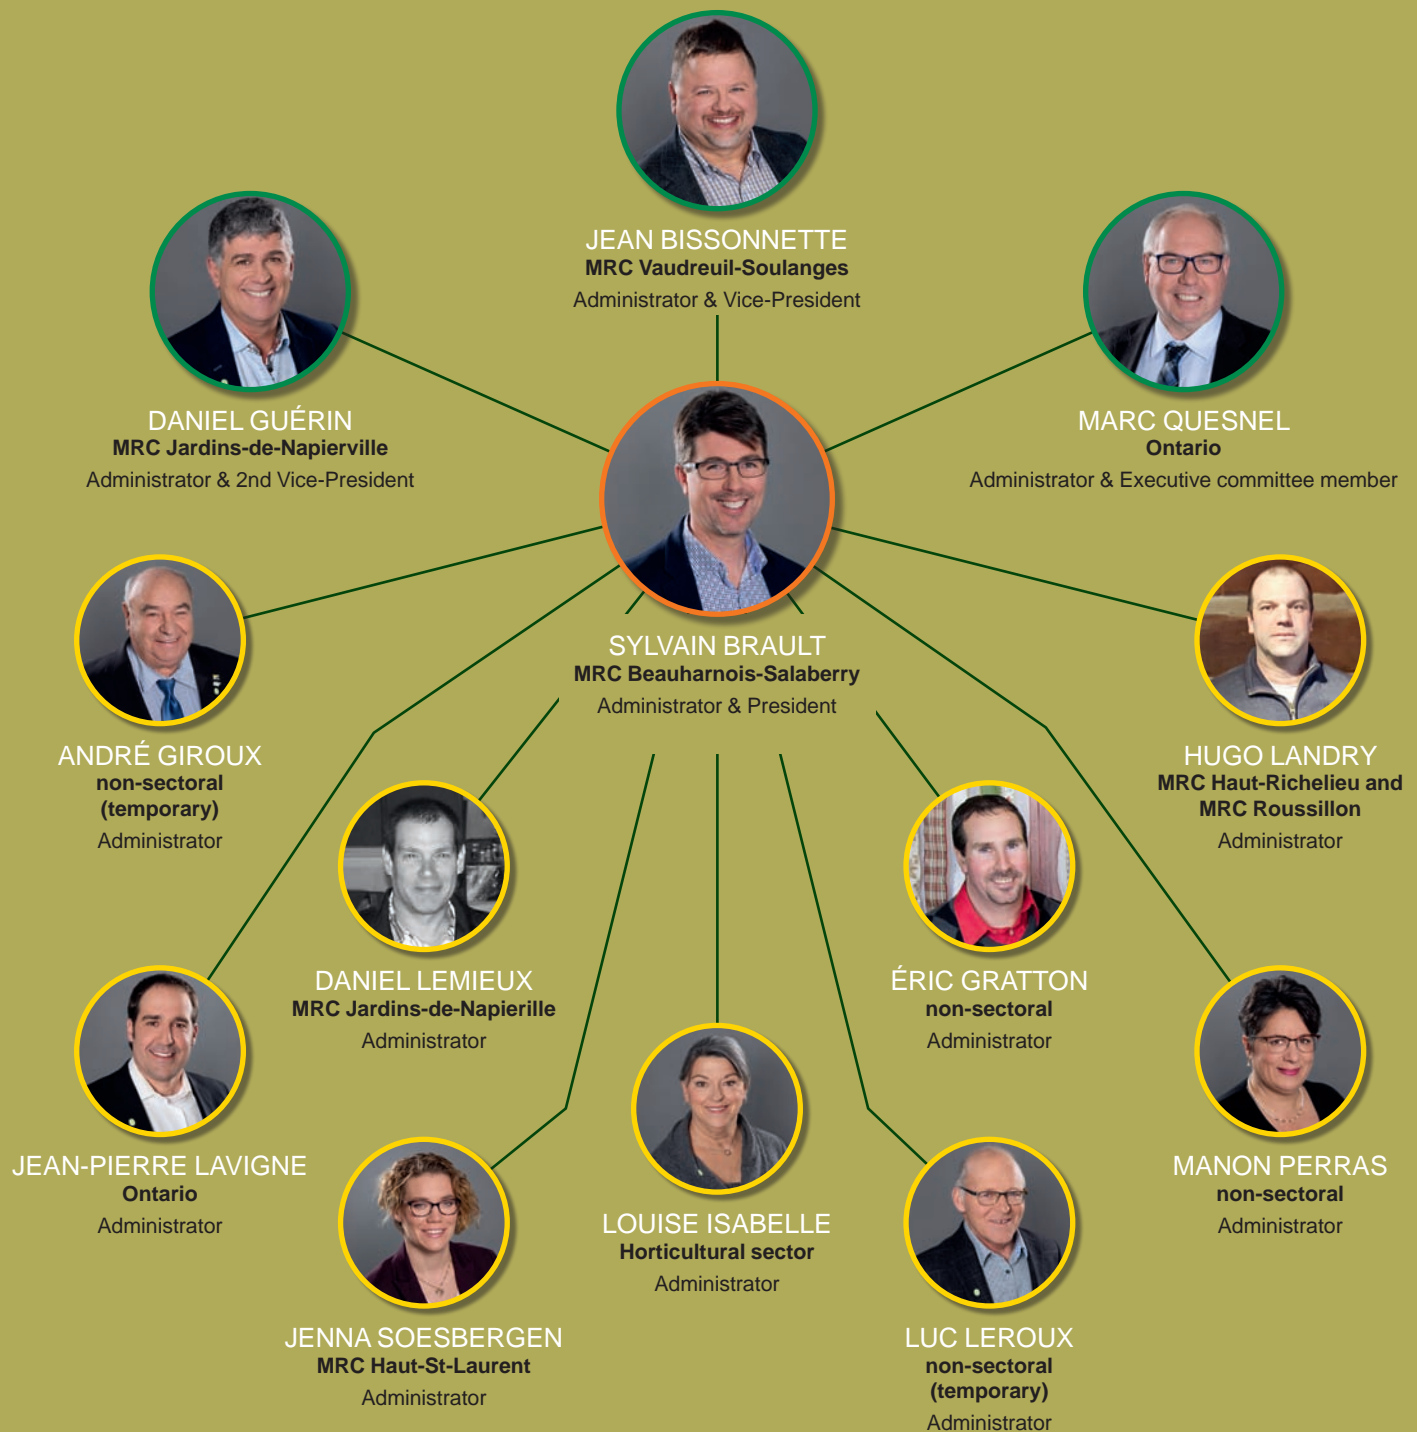 JEAN BISSONNETTE
MRC Vaudreuil-Soulanges
Administrator & Vice-President
DANIEL GUÉRIN
MRC Jardins-de-Napierville
Administrator & 2nd Vice-President
MARC QUESNEL
Ontario
Administrator & Executive committee member
SYLVAIN BRAULT
MRC Beauharnois-Salaberry
Administrator & President
ANDRÉ GIROUX
non-sectoral
(temporary)
Administrator
HUGO LANDRY
MRC Haut-Richelieu and
MRC Roussillon
Administrator
DANIEL LEMIEUX
MRC Jardins-de-Napierille
Administrator
ÉRIC GRATTON
non-sectoral
Administrator
JEAN-PIERRE LAVIGNE
Ontario
Administrator
MANON PERRAS
non-sectoral
Administrator
LOUISE ISABELLE
Horticultural sector
Administrator
JENNA SOESBERGEN
MRC Haut-St-Laurent
Administrator
LUC LEROUX
non-sectoral
(temporary)
Administrator